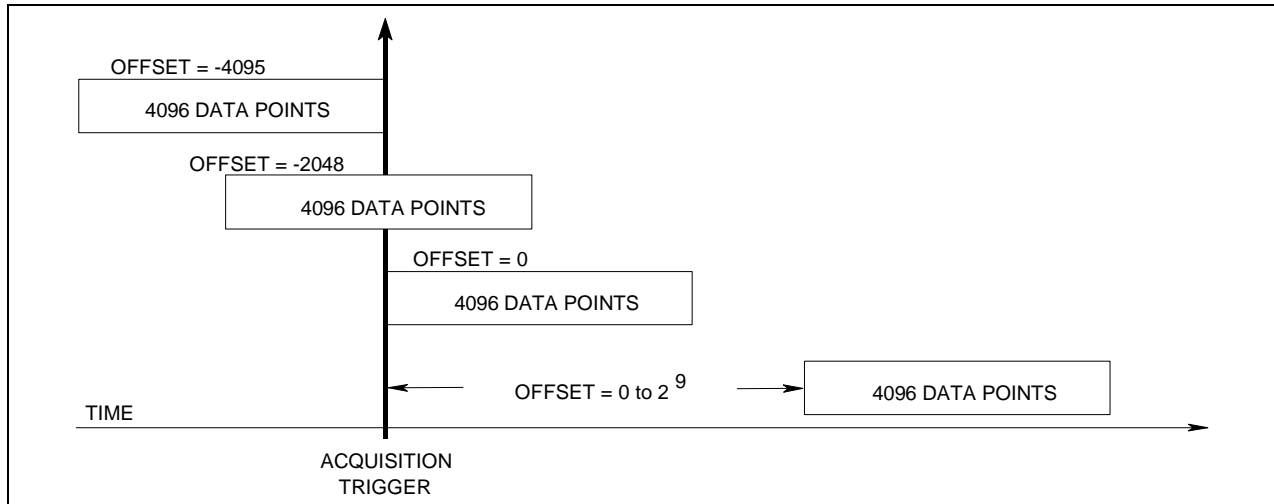 OFFSET = -4095
4096 DATA POINTS
OFFSET = -2048
4096 DATA POINTS
OFFSET = 0
4096 DATA POINTS
OFFSET = 0 to 2 9
4096 DATA POINTS
TIME
ACQUISITION
TRIGGER